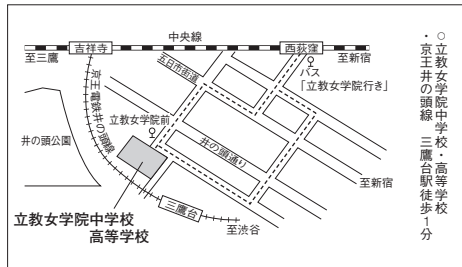 ○立教女学院中学校・高等学校
・京王井の頭線 三鷹台駅徒歩1分
中央線
吉祥寺
西荻窪
至三鷹
至新宿
バス
「立教女学院行き」
五日市街道
京王電鉄井の頭線
立教女学院前
井の頭公園
井の頭通り
至新宿
三鷹台
至渋谷
立教女学院中学校
高等学校